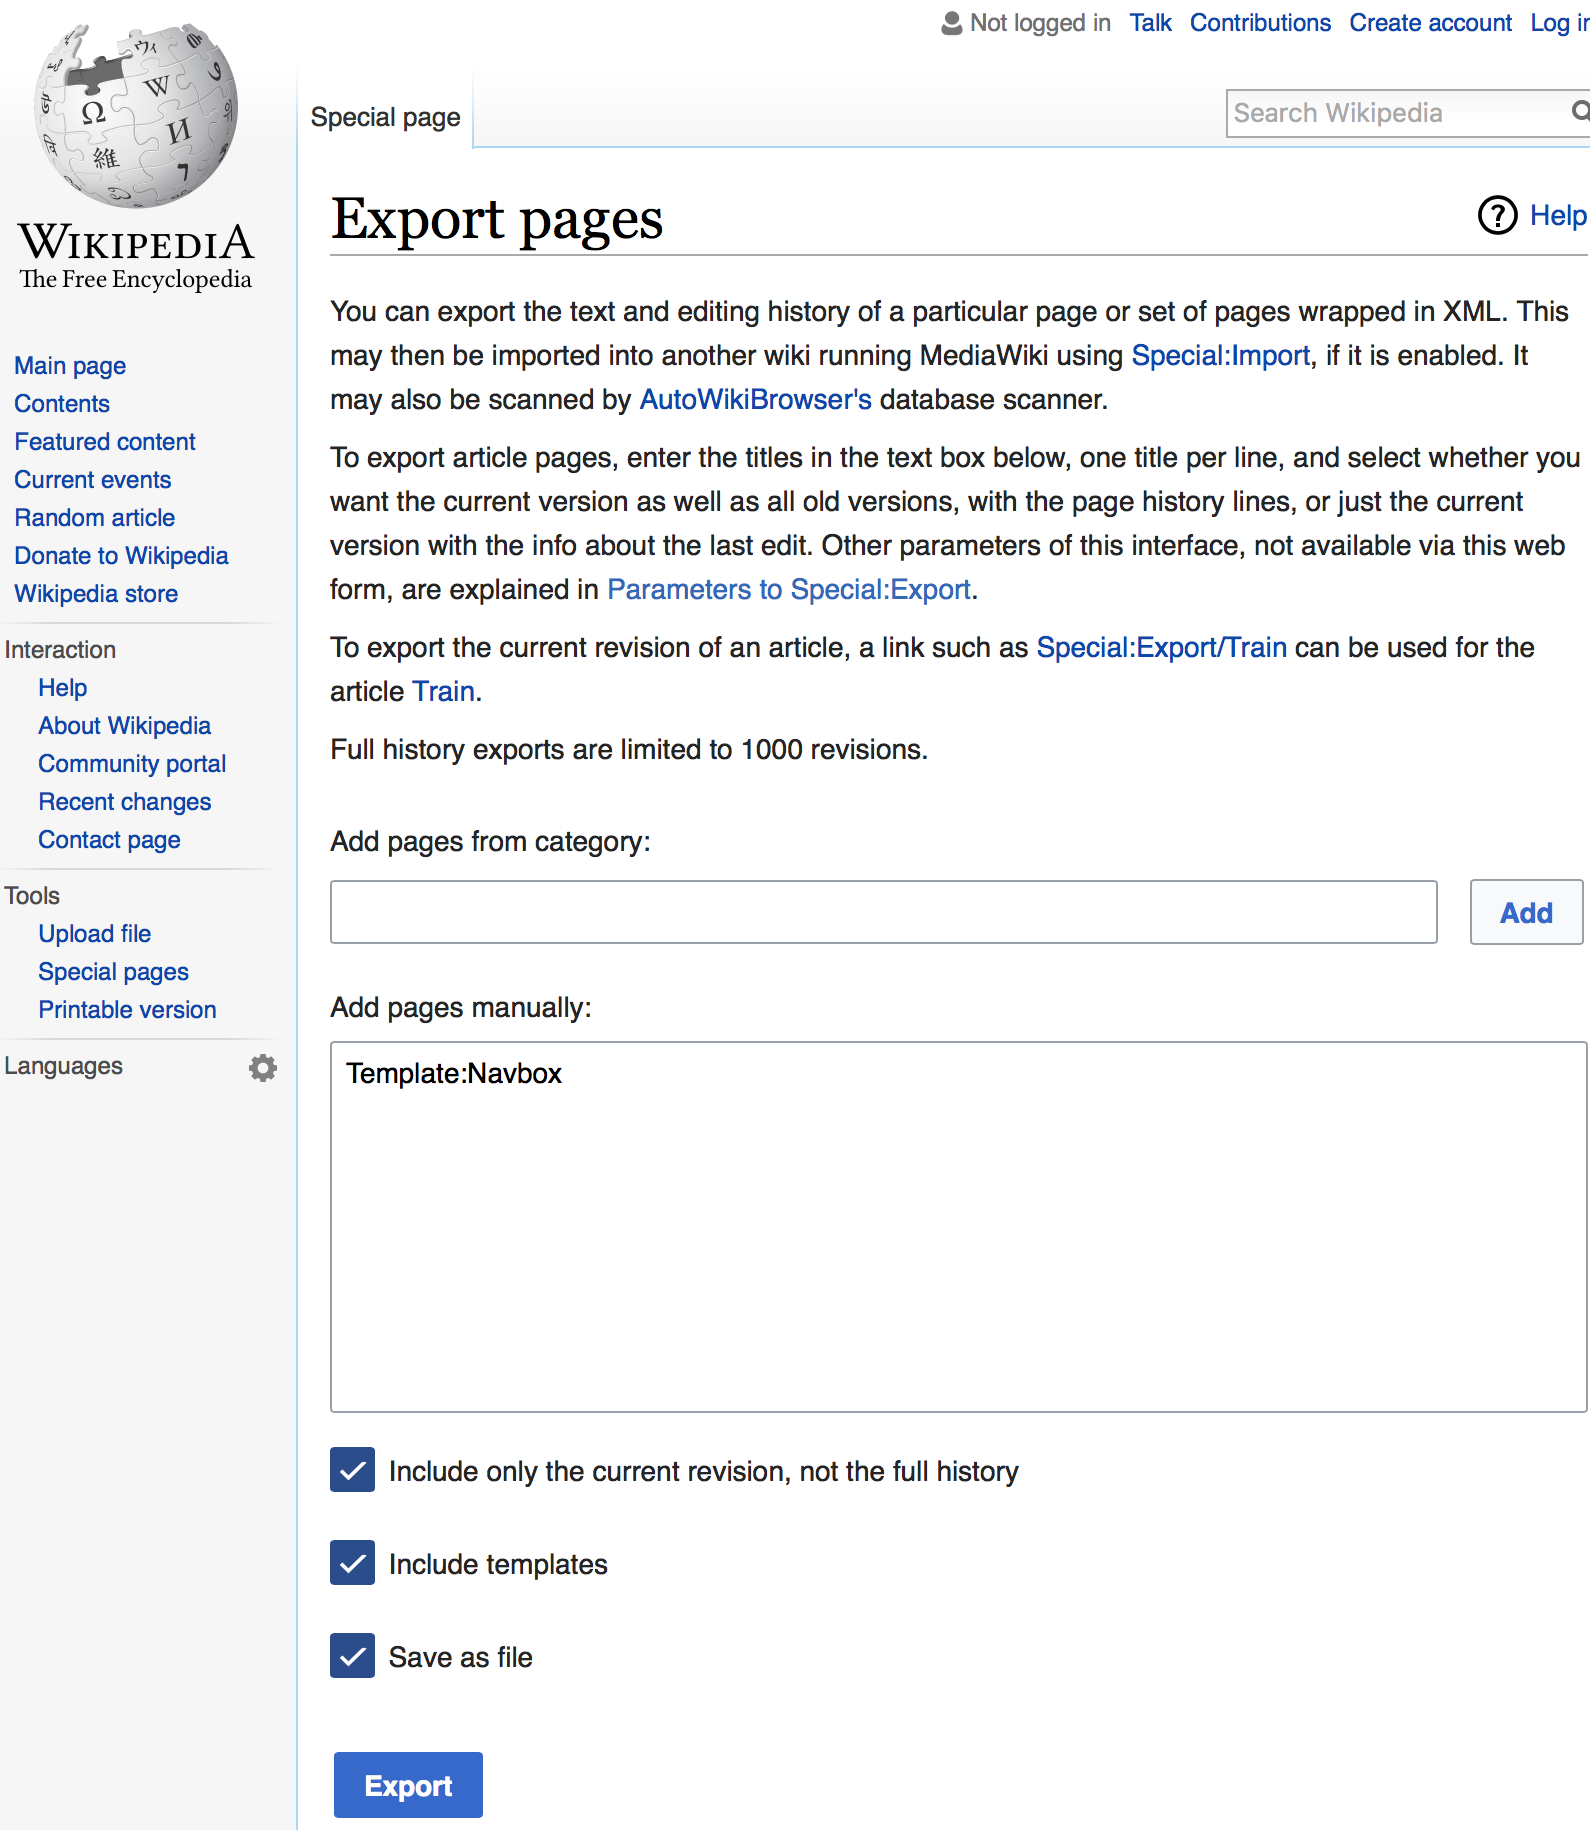 Not logged in Talk Contributions Create account Log in
Special page
Search Wikipedia
WIKIPEDIA
The Free Encyclopedia
Main page
Contents
Featured content
Current events
Random article
Donate to Wikipedia
Wikipedia store
Interaction
Help
About Wikipedia
Community portal
Recent changes
Contact page
Tools
Upload file
Special pages
Printable version
Languages
Export pages
Help
You can export the text and editing history of a particular page or set of pages wrapped in XML. This
may then be imported into another wiki running MediaWiki using Special:Import, if it is enabled. It
may also be scanned by AutoWikiBrowser's database scanner.
To export article pages, enter the titles in the text box below, one title per line, and select whether you
want the current version as well as all old versions, with the page history lines, or just the current
version with the info about the last edit. Other parameters of this interface, not available via this web
form, are explained in Parameters to Special:Export.
To export the current revision of an article, a link such as Special:Export/Train can be used for the
article Train.
Full history exports are limited to 1000 revisions.
Add pages from category:
Add
Add pages manually:
Template:Navbox
Include only the current revision, not the full history
Include templates
Save as file
Export